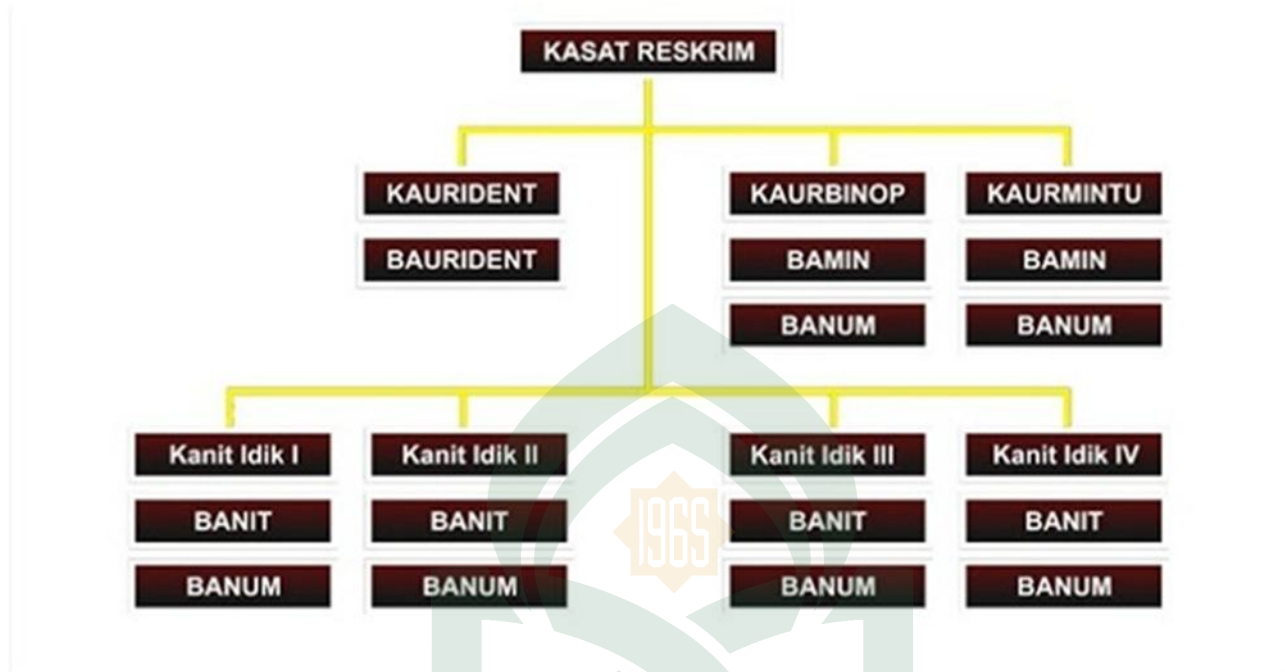 KASAT RESKRIM
KAURIDENT
KAURBINOP
KAURMINTU
BAURIDENT
BAMIN
BAMIN
BANUM
BANUM
Kanit Idik I
Kanit Idik II
Kanit Idik III
Kanit Idik IV
BANIT
BANIT
BANIT
BANIT
BANUM
BANUM
BANUM
BANUM
1965